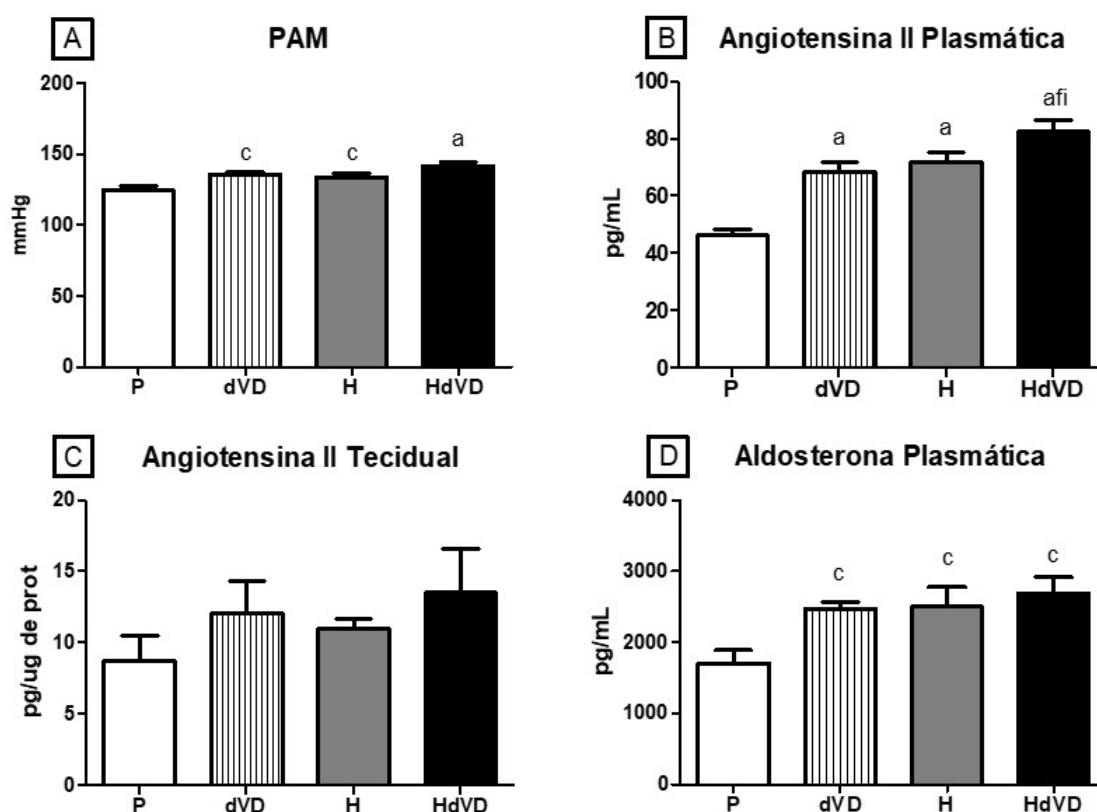 A
PAM
mmHg
200
150
100
50
0
c
c
a
P
dVD
H
HdVD
B
Angiotensina II Plasmática
pg/mL
100
80
60
40
20
0
a
a
afi
P
dVD
H
HdVD
C
Angiotensina II Tecidual
pg/ug de prot
20
15
10
5
0
P
dVD
H
HdVD
D
Aldosterona Plasmática
pg/mL
4000
3000
2000
1000
0
c
c
c
P
dVD
H
HdVD